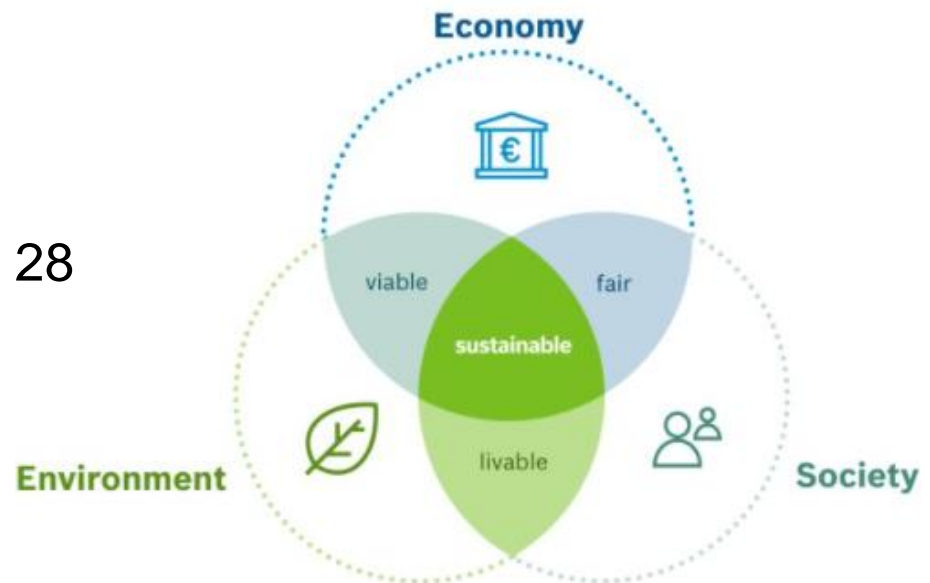 Economy
€
28
viable
fair
sustainable
livable
Environment
Society